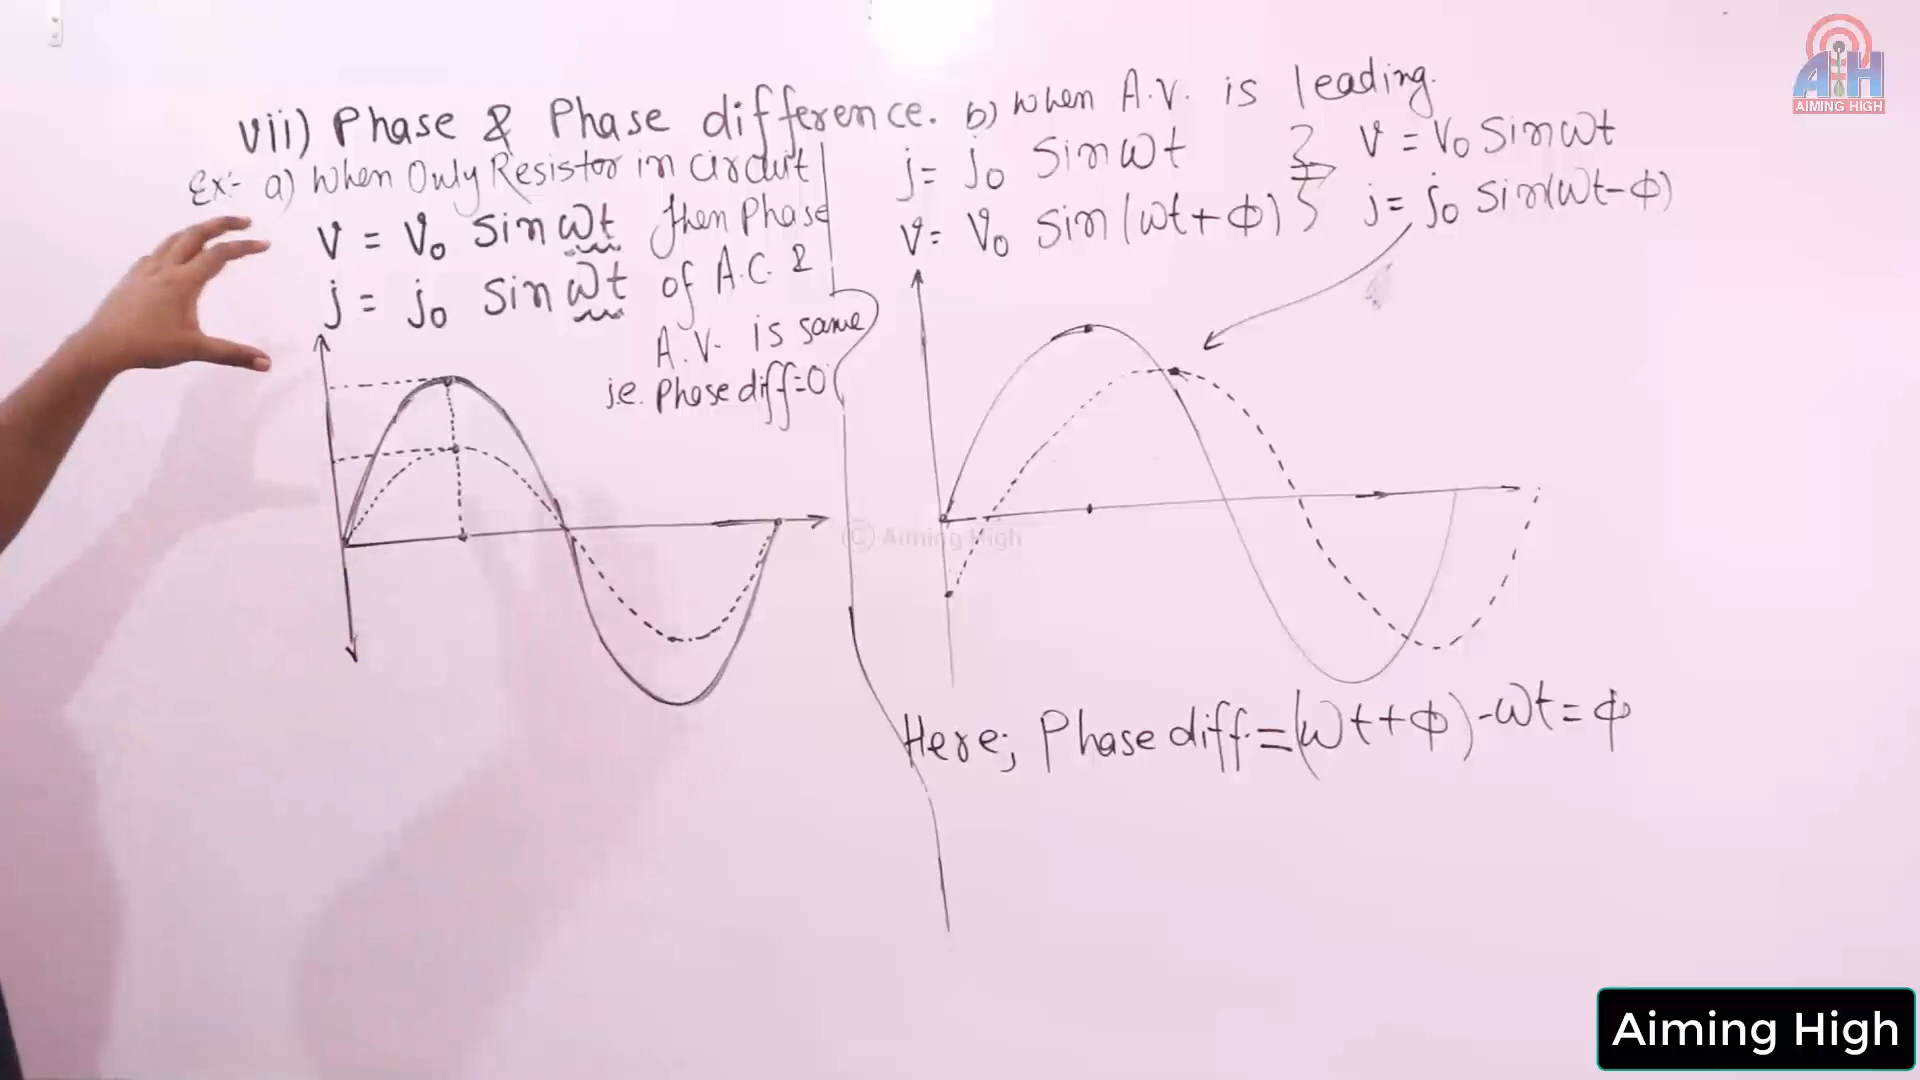 vii) Phase & Phase difference.
Ex:- a) When Only Resistor in circuit
V = V₀ Sin ωt then Phase
j = j₀ sin ωt of A.C. &
A.V. is same
i.e. Phase diff=0
b) When A.V. is leading.
j = j₀ Sin ωt
V = V₀ Sin (ωt+ φ)
V = V₀ Sin ωt
j = j₀ Sin(ωt-φ)
Here; Phase diff.=(ωt+φ)-ωt=φ
© Aiming High
AH
AIMING HIGH
Aiming High